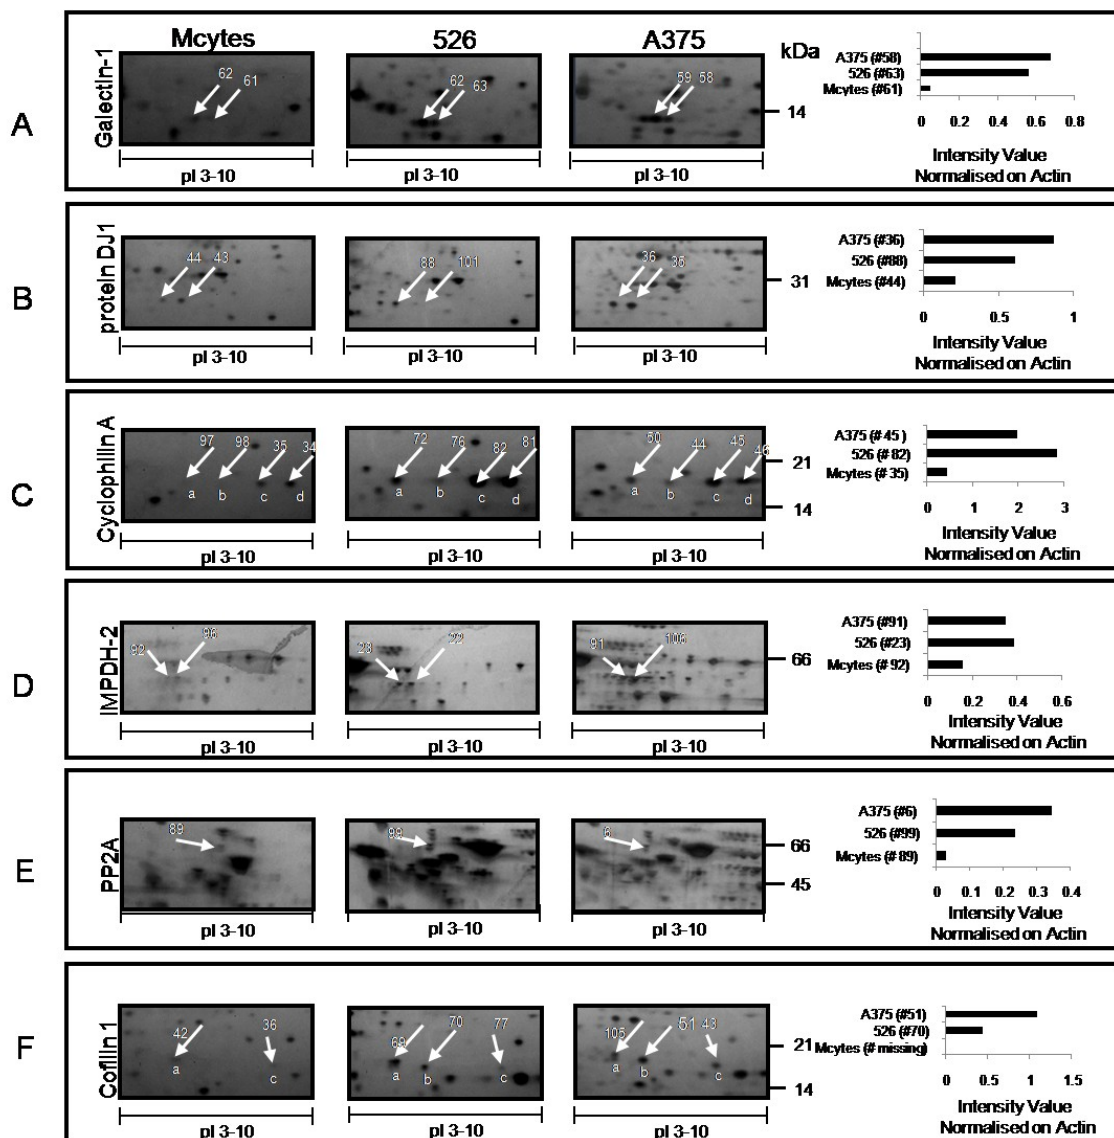 Mcytes 526 A375 kDa
A
Galectin-1
62 61
62 63
59 58
14
pI 3-10 pI 3-10 pI 3-10
A375 (#58)
526 (#63)
Mcytes (#61)
0 0.2 0.4 0.6 0.8
Intensity Value
Normalised on Actin
B
protein DJ1
44 43
88 101
36 35
31
pI 3-10 pI 3-10 pI 3-10
A375 (#36)
526 (#88)
Mcytes (#44)
0 0.5 1
Intensity Value
Normalised on Actin
C
Cyclophilin A
97 98 35 34
a b c d
72 76 82 81
a b c d
50 44 45 46
a b c d
21
14
pI 3-10 pI 3-10 pI 3-10
A375 (# 45 )
526 (# 82)
Mcytes (# 35)
0 1 2 3
Intensity Value
Normalised on Actin
D
IMPDH-2
92 96
23 22
91 106
66
pI 3-10 pI 3-10 pI 3-10
A375 (#91)
526 (#23)
Mcytes (# 92)
0 0.2 0.4 0.6
Intensity Value
Normalised on Actin
E
PP2A
89
99
6
66
45
pI 3-10 pI 3-10 pI 3-10
A375 (#6)
526 (#99)
Mcytes (# 89)
0 0.1 0.2 0.3 0.4
Intensity Value
Normalised on Actin
F
Cofilin 1
42 36
a c
69 70 77
a b c
105 51 43
a b c
21
14
pI 3-10 pI 3-10 pI 3-10
A375 (#51)
526 (#70)
Mcytes (# missing)
0 0.5 1 1.5
Intensity Value
Normalised on Actin